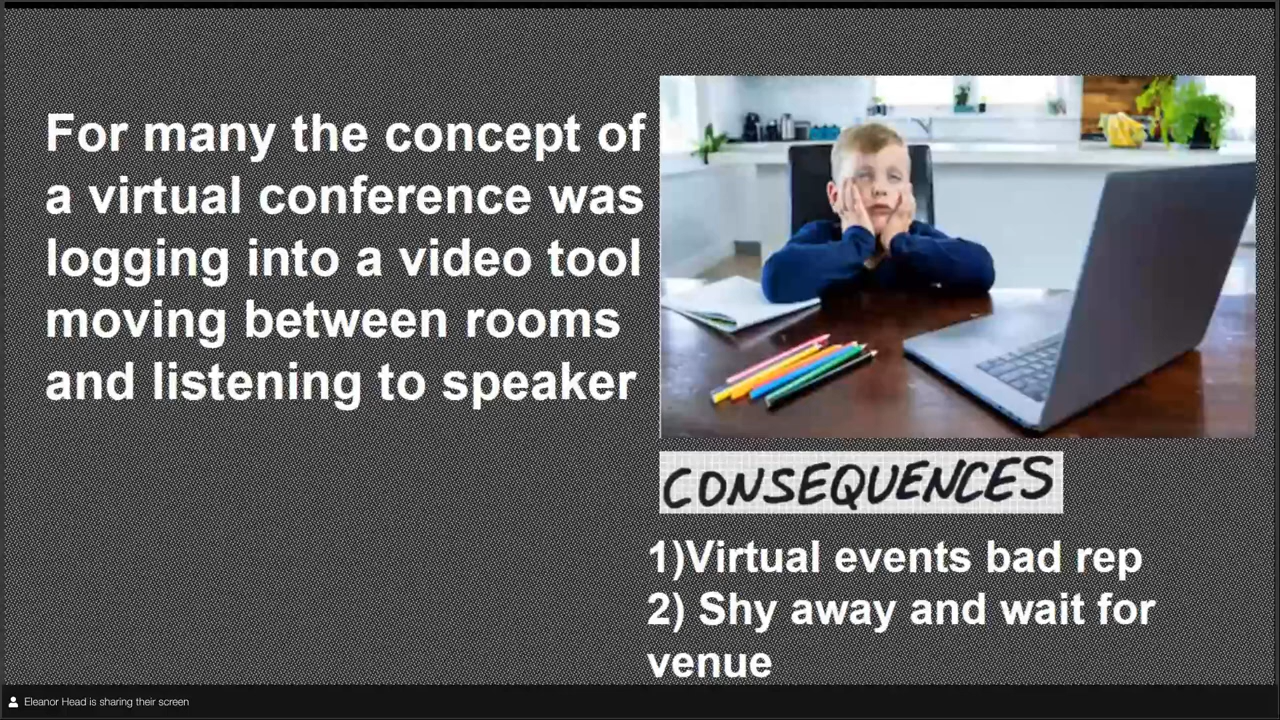 For many the concept of
a virtual conference was
logging into a video tool
moving between rooms
and listening to speaker
CONSEQUENCES
1)Virtual events bad rep
2) Shy away and wait for
venue
Eleanor Head is sharing their screen